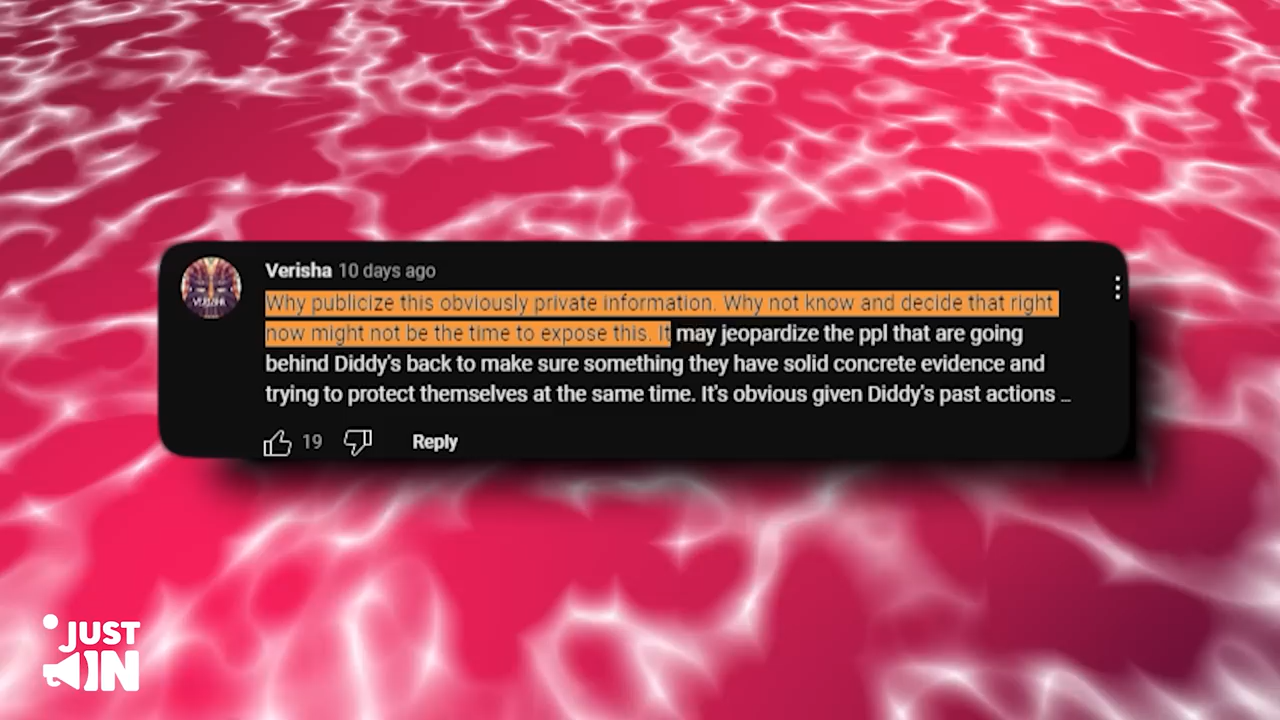 Verisha 10 days ago
Why publicize this obviously private information. Why not know and decide that right
now might not be the time to expose this. It may jeopardize the ppl that are going
behind Diddy's back to make sure something they have solid concrete evidence and
trying to protect themselves at the same time. It's obvious given Diddy's past actions _
19 Reply
VERISHA
JUST
IN